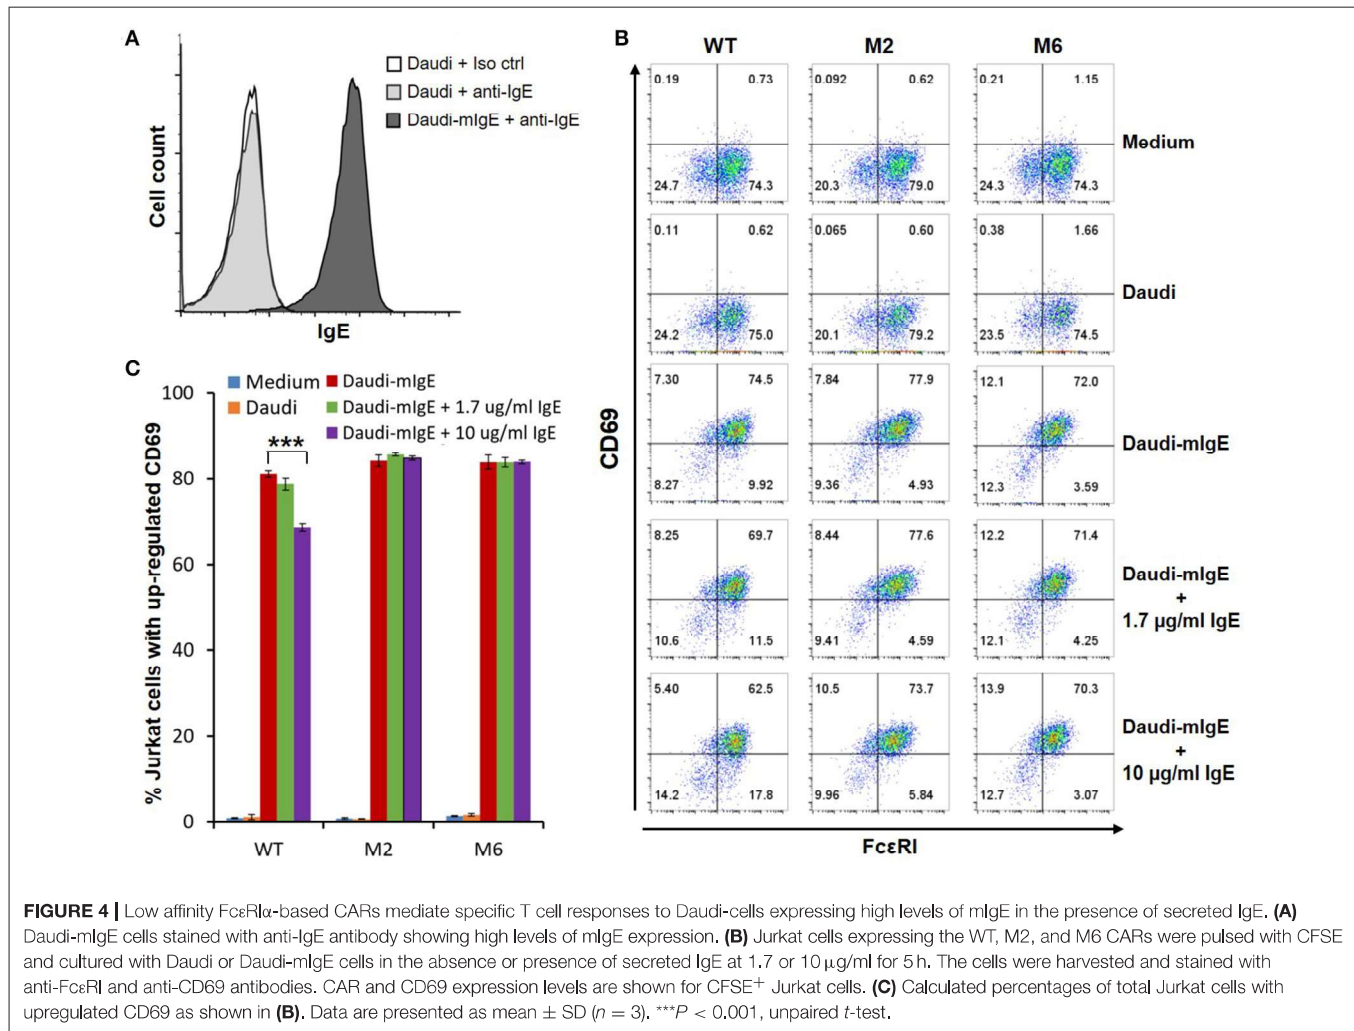 (A)
Daudi + Iso ctrl
Daudi + anti-IgE
Daudi-mIgE + anti-IgE
Cell count
IgE
(B)
WT M2 M6
0.19 0.73 0.092 0.62 0.21 1.15
Medium
24.7 74.3 20.3 79.0 24.3 74.3
0.11 0.62 0.065 0.60 0.38 1.66
Daudi
24.2 75.0 20.1 79.2 23.5 74.5
7.30 74.5 7.84 77.9 12.1 72.0
Daudi-mIgE
8.27 9.92 9.36 4.93 12.3 3.59
8.25 69.7 8.44 77.6 12.2 71.4
Daudi-mIgE
+
1.7 µg/ml IgE
10.6 11.5 9.41 4.59 12.1 4.25
5.40 62.5 10.5 73.7 13.9 70.3
Daudi-mIgE
+
10 µg/ml IgE
14.2 17.8 9.96 5.84 12.7 3.07
CD69
FcεRI
(C)
Medium
Daudi
Daudi-mIgE
Daudi-mIgE + 1.7 ug/ml IgE
Daudi-mIgE + 10 ug/ml IgE
***
% Jurkat cells with up-regulated CD69
100
80
60
40
20
0
WT M2 M6
FIGURE 4 | Low affinity FcεRIα-based CARs mediate specific T cell responses to Daudi-cells expressing high levels of mIgE in the presence of secreted IgE. (A)
Daudi-mIgE cells stained with anti-IgE antibody showing high levels of mIgE expression. (B) Jurkat cells expressing the WT, M2, and M6 CARs were pulsed with CFSE
and cultured with Daudi or Daudi-mIgE cells in the absence or presence of secreted IgE at 1.7 or 10 µg/ml for 5 h. The cells were harvested and stained with
anti-FcεRI and anti-CD69 antibodies. CAR and CD69 expression levels are shown for CFSE⁺ Jurkat cells. (C) Calculated percentages of total Jurkat cells with
upregulated CD69 as shown in (B). Data are presented as mean ± SD (n = 3). ***P < 0.001, unpaired t-test.